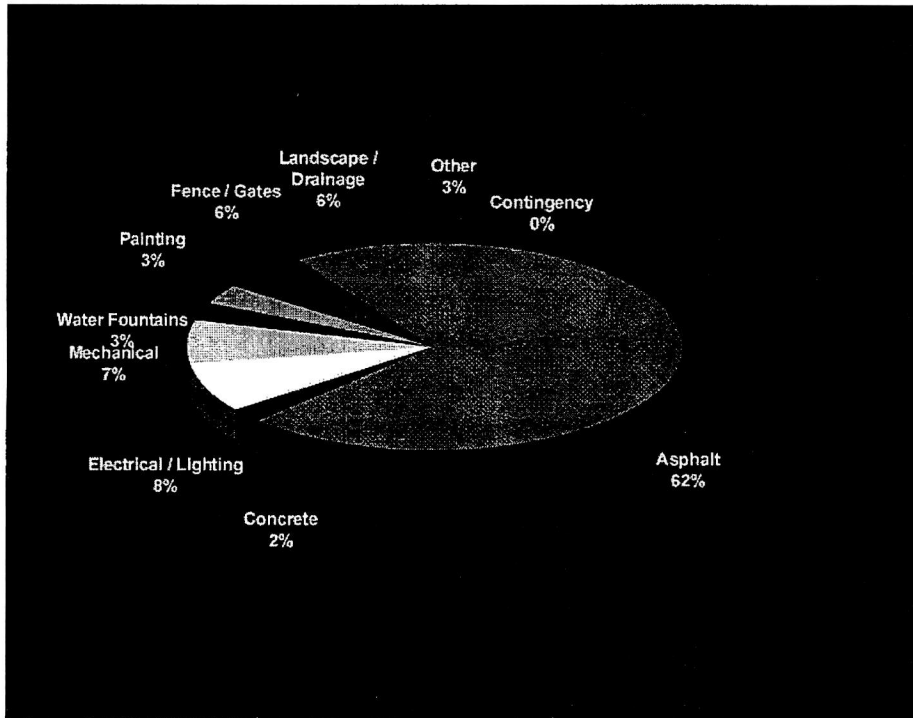 Landscape /
Drainage
6%
Other
3%
Contingency
0%
Fence / Gates
6%
Painting
3%
Water Fountains
3%
Mechanical
7%
Electrical / Lighting
8%
Concrete
2%
Asphalt
62%